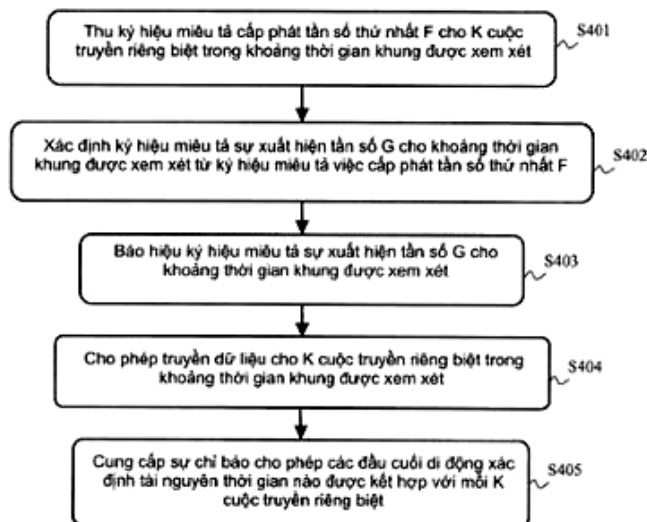 Thu ký hiệu miêu tả cấp phát tần số thứ nhất F cho K cuộc
truyền riêng biệt trong khoảng thời gian khung được xem xét
S401
Xác định ký hiệu miêu tả sự xuất hiện tần số G cho khoảng thời gian
khung được xem xét từ ký hiệu miêu tả việc cấp phát tần số thứ nhất F
S402
Báo hiệu ký hiệu miêu tả sự xuất hiện tần số G cho
khoảng thời gian khung được xem xét
S403
Cho phép truyền dữ liệu cho K cuộc truyền riêng biệt trong
khoảng thời gian khung được xem xét
S404
Cung cấp sự chỉ báo cho phép các đầu cuối di động xác
định tài nguyên thời gian nào được kết hợp với mỗi K
cuộc truyền riêng biệt
S405